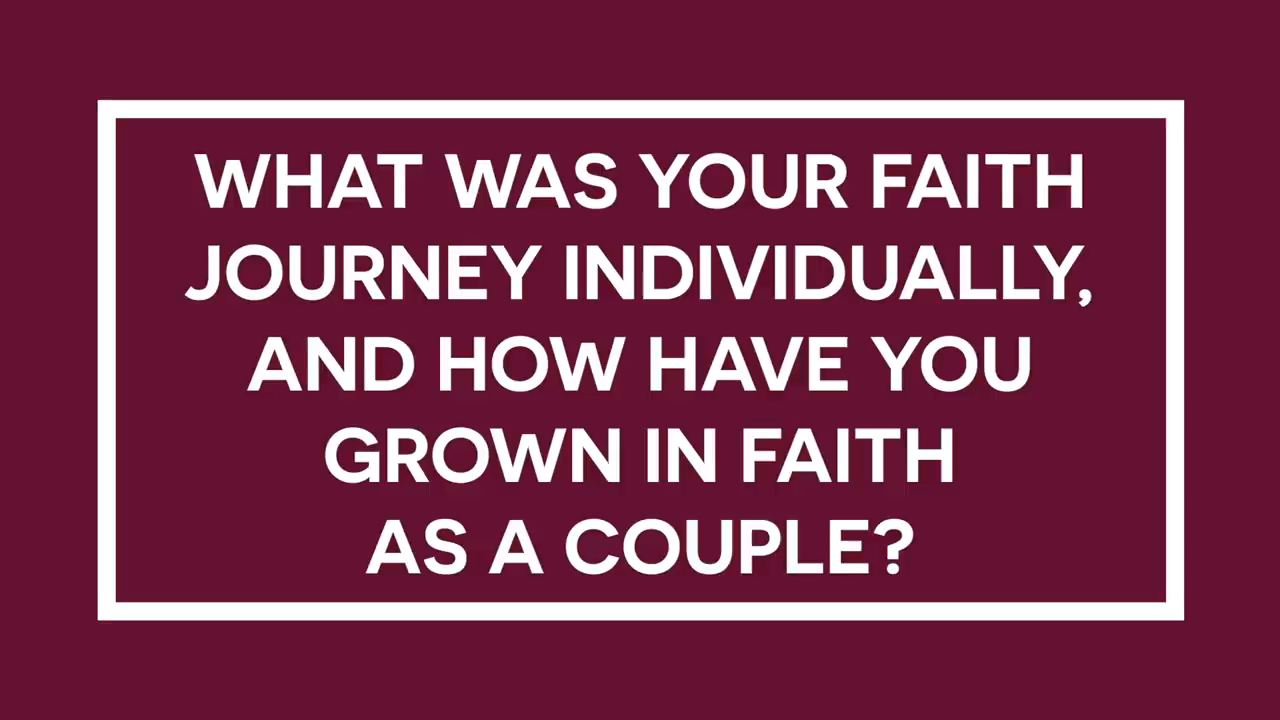 WHAT WAS YOUR FAITH
JOURNEY INDIVIDUALLY,
AND HOW HAVE YOU
GROWN IN FAITH
AS A COUPLE?